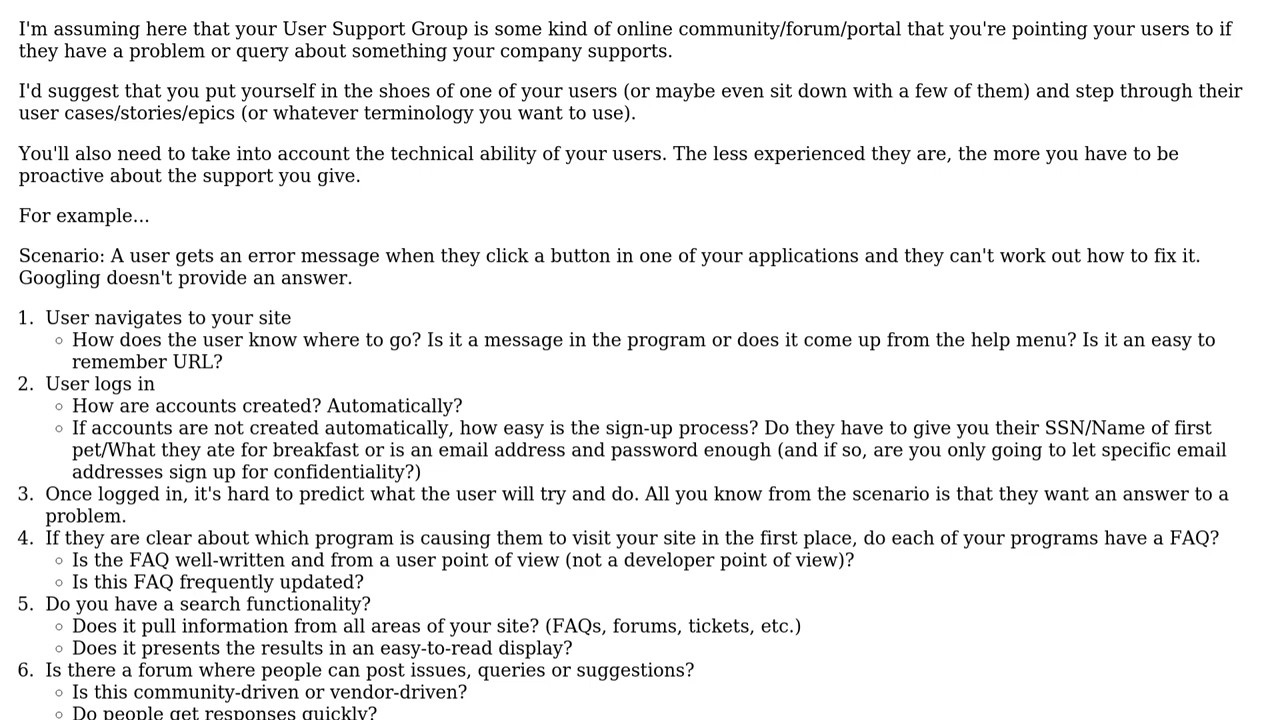 I'm assuming here that your User Support Group is some kind of online community/forum/portal that you're pointing your users to if
they have a problem or query about something your company supports.
I'd suggest that you put yourself in the shoes of one of your users (or maybe even sit down with a few of them) and step through their
user cases/stories/epics (or whatever terminology you want to use).
You'll also need to take into account the technical ability of your users. The less experienced they are, the more you have to be
proactive about the support you give.
For example...
Scenario: A user gets an error message when they click a button in one of your applications and they can't work out how to fix it.
Googling doesn't provide an answer.
1. User navigates to your site
◦ How does the user know where to go? Is it a message in the program or does it come up from the help menu? Is it an easy to
remember URL?
2. User logs in
◦ How are accounts created? Automatically?
◦ If accounts are not created automatically, how easy is the sign-up process? Do they have to give you their SSN/Name of first
pet/What they ate for breakfast or is an email address and password enough (and if so, are you only going to let specific email
addresses sign up for confidentiality?)
3. Once logged in, it's hard to predict what the user will try and do. All you know from the scenario is that they want an answer to a
problem.
4. If they are clear about which program is causing them to visit your site in the first place, do each of your programs have a FAQ?
◦ Is the FAQ well-written and from a user point of view (not a developer point of view)?
◦ Is this FAQ frequently updated?
5. Do you have a search functionality?
◦ Does it pull information from all areas of your site? (FAQs, forums, tickets, etc.)
◦ Does it presents the results in an easy-to-read display?
6. Is there a forum where people can post issues, queries or suggestions?
◦ Is this community-driven or vendor-driven?
◦ Do people get responses quickly?